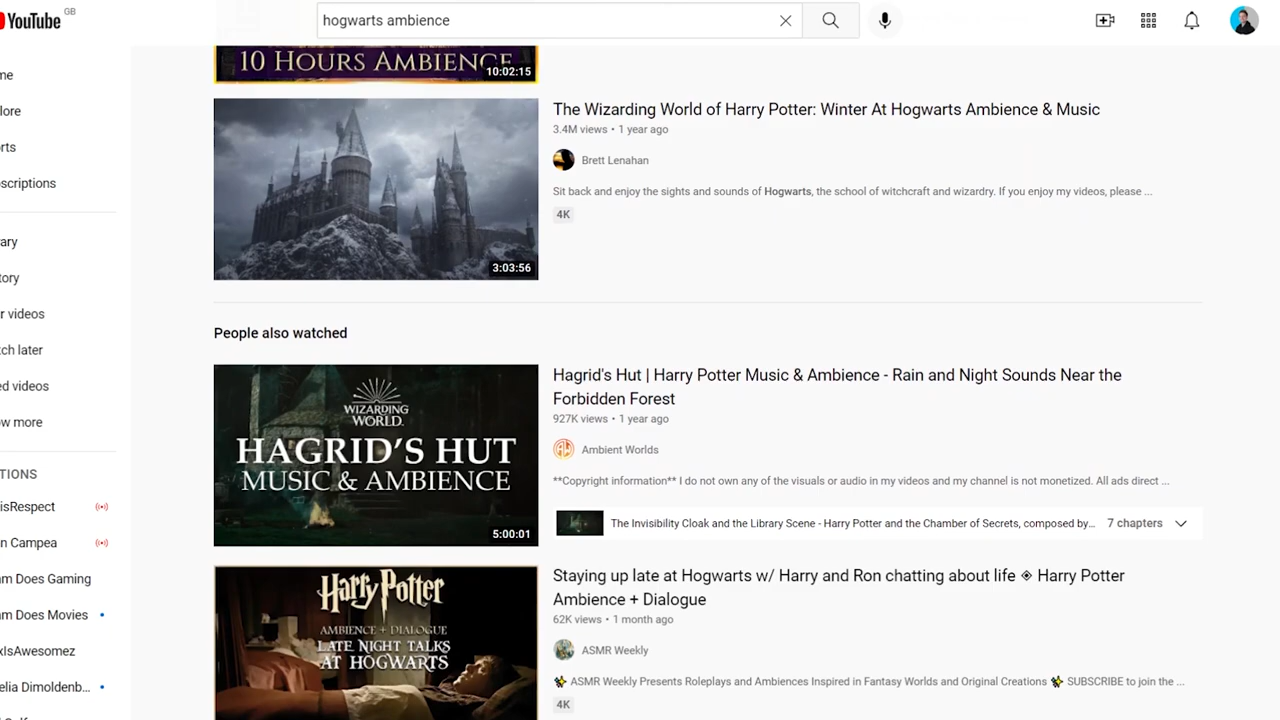 YouTube GB
hogwarts ambience
me
lore
rts
scriptions
ary
tory
r videos
tch later
ed videos
ow more
TIONS
isRespect
n Campea
m Does Gaming
m Does Movies
xIsAwesomez
elia Dimoldenb...
10 HOURS AMBIENCE
10:02:15
The Wizarding World of Harry Potter: Winter At Hogwarts Ambience & Music
3.4M views • 1 year ago
Brett Lenahan
Sit back and enjoy the sights and sounds of Hogwarts, the school of witchcraft and wizardry. If you enjoy my videos, please ...
4K
3:03:56
People also watched
WIZARDING
WORLD.
HAGRID'S HUT
MUSIC & AMBIENCE
5:00:01
Hagrid's Hut | Harry Potter Music & Ambience - Rain and Night Sounds Near the
Forbidden Forest
927K views • 1 year ago
Ambient Worlds
**Copyright information** I do not own any of the visuals or audio in my videos and my channel is not monetized. All ads direct ...
The Invisibility Cloak and the Library Scene - Harry Potter and the Chamber of Secrets, composed by... 7 chapters
Harry Potter
AMBIENCE + DIALOGUE
LATE NIGHT TALKS
AT HOGWARTS
Staying up late at Hogwarts w/ Harry and Ron chatting about life ◈ Harry Potter
Ambience + Dialogue
62K views • 1 month ago
ASMR Weekly
✨ ASMR Weekly Presents Roleplays and Ambiences Inspired in Fantasy Worlds and Original Creations ✨ SUBSCRIBE to join the ...
4K